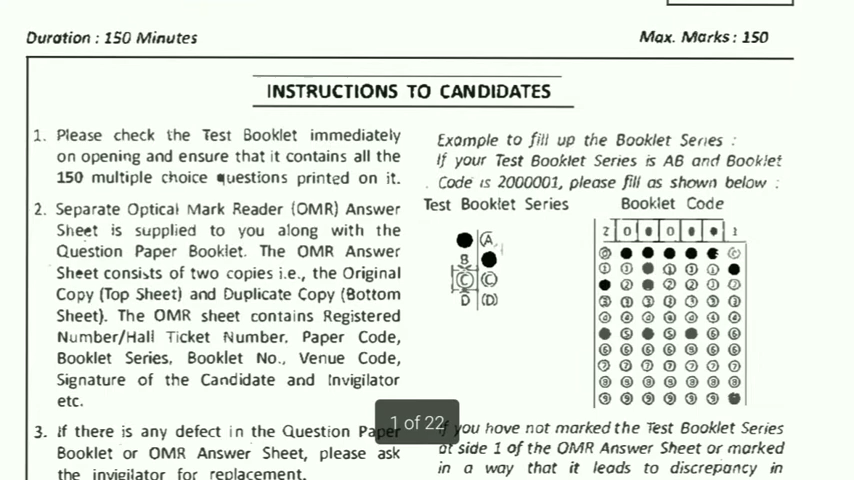 Duration : 150 Minutes
Max. Marks : 150
INSTRUCTIONS TO CANDIDATES
1. Please check the Test Booklet immediately
on opening and ensure that it contains all the
150 multiple choice questions printed on it.
2. Separate Optical Mark Reader (OMR) Answer
Sheet is supplied to you along with the
Question Paper Booklet. The OMR Answer
Sheet consists of two copies i.e., the Original
Copy (Top Sheet) and Duplicate Copy (Bottom
Sheet). The OMR sheet contains Registered
Number/Hall Ticket Number, Paper Code,
Booklet Series, Booklet No., Venue Code,
Signature of the Candidate and Invigilator
etc.
3. If there is any defect in the Question Paper
Booklet or OMR Answer Sheet, please ask
the invigilator for replacement.
Example to fill up the Booklet Series :
If your Test Booklet Series is AB and Booklet
Code is 2000001, please fill as shown below :
Test Booklet Series Booklet Code
A
B
C C
D D
1 of 22
If you have not marked the Test Booklet Series
at side 1 of the OMR Answer Sheet or marked
in a way that it leads to discrepancy in